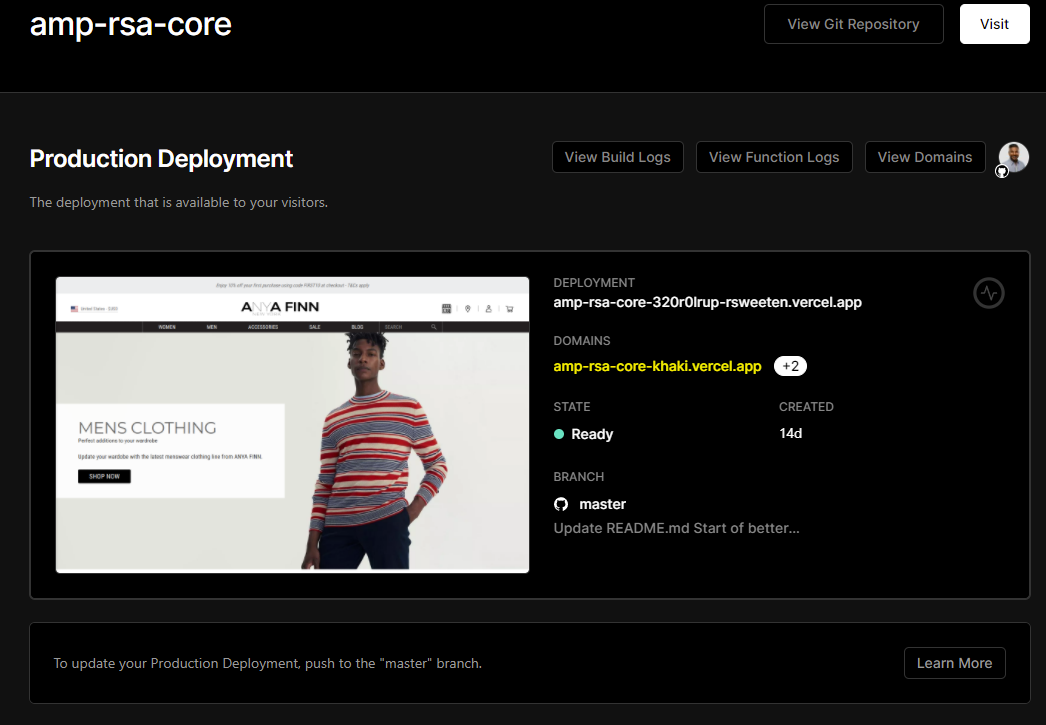 amp-rsa-core
View Git Repository
Visit
Production Deployment
View Build Logs
View Function Logs
View Domains
The deployment that is available to your visitors.
Enjoy 10% off your first purchase using code FIRST10 at checkout - T&Cs apply
United States
ANYA FINN
WOMEN
MEN
ACCESSORIES
SALE
BLOG
SEARCH
MENS CLOTHING
Perfect additions to your wardrobe
Update your wardobe with the latest menswear clothing line from ANYA FINN.
SHOP NOW
DEPLOYMENT
amp-rsa-core-320r0lrup-rsweeten.vercel.app
DOMAINS
amp-rsa-core-khaki.vercel.app +2
STATE
CREATED
Ready
14d
BRANCH
master
Update README.md Start of better...
To update your Production Deployment, push to the "master" branch.
Learn More